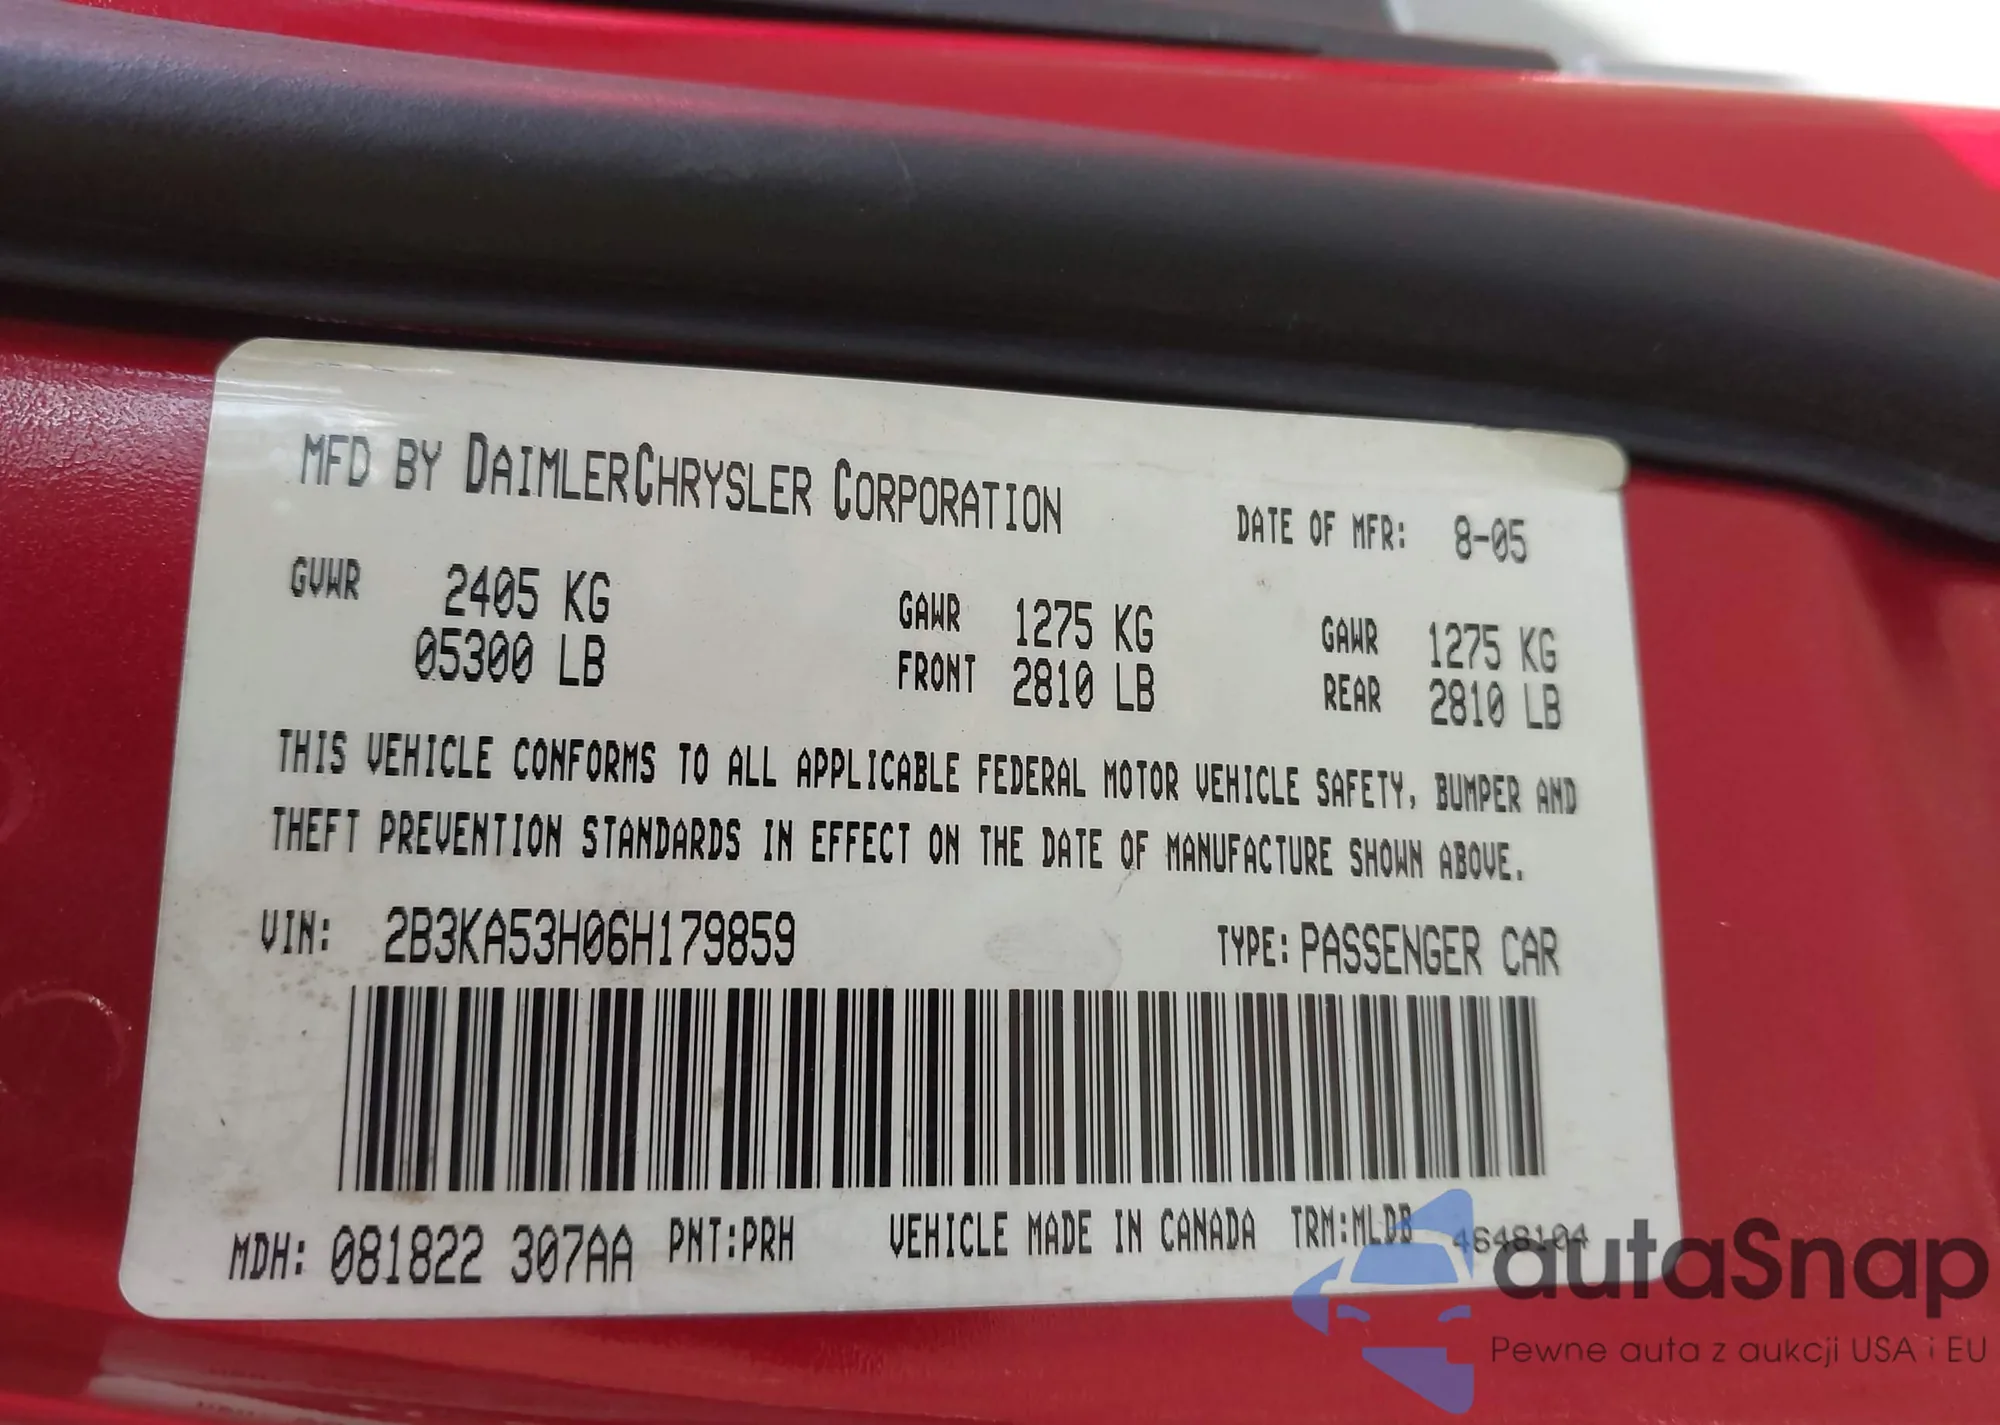 MFD BY DAIMLERCHRYSLER CORPORATION
DATE OF MFR: 8-05
GVWR 2405 KG
05300 LB
GAWR 1275 KG
FRONT 2810 LB
GAWR 1275 KG
REAR 2810 LB
THIS VEHICLE CONFORMS TO ALL APPLICABLE FEDERAL MOTOR VEHICLE SAFETY, BUMPER AND
THEFT PREVENTION STANDARDS IN EFFECT ON THE DATE OF MANUFACTURE SHOWN ABOVE.
VIN: 2B3KA53H06H179859
TYPE: PASSENGER CAR
MDH: 081822 307AA PNT:PRH VEHICLE MADE IN CANADA TRM:MLDB 4648104
autaSnap
Pewne auta z aukcji USA i EU